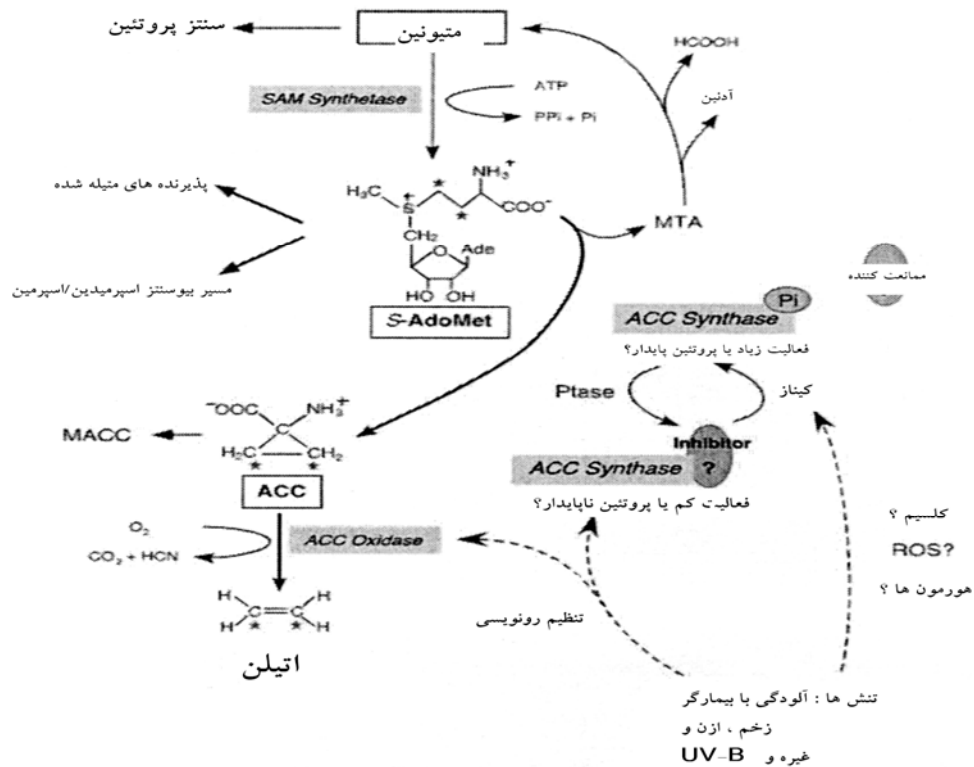 سنتز پروتئین
متیونین
HCOOH
SAM Synthetase
ATP
PPi + Pi
آدنین
پذیرنده های متیله شده
NH₃⁺
H₃C
S⁺
COO⁻
CH₂
O
Ade
HO OH
MTA
مسیر بیوسنتز اسپرمیدین/اسپرمین
S-AdoMet
ممانعت کننده
Pi
ACC Synthase
فعالیت زیاد یا پروتئین پایدار؟
Ptase
کیناز
⁻OOC NH₃⁺
C
MACC
H₂C CH₂
Inhibitor
ACC Synthase ?
ACC
فعالیت کم یا پروتئین ناپایدار؟
O₂
ACC Oxidase
CO₂ + HCN
کلسیم ؟
ROS?
هورمون ها ؟
H H
C C
H H
تنظیم رونویسی
اتیلن
تنش ها : آلودگی با بیمارگر
زخم ، ازن و
غیره و UV-B